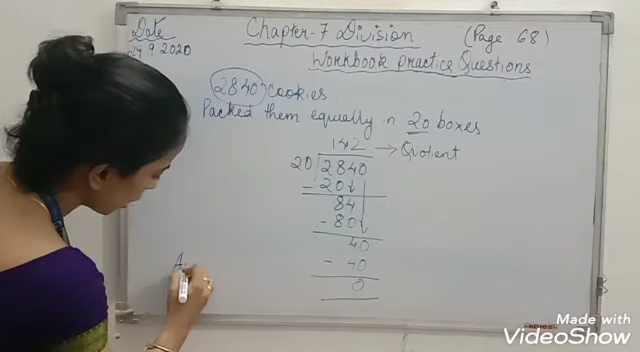 Date
Chapter-7 Division
(Page 68)
9 2020
Workbook practice Questions
2840 cookies.
Packed them equally in 20 boxes
142 → Quotient
20 2840
- 20↓
84
- 80↓
40
- 40
0
A
Made with
VideoShow